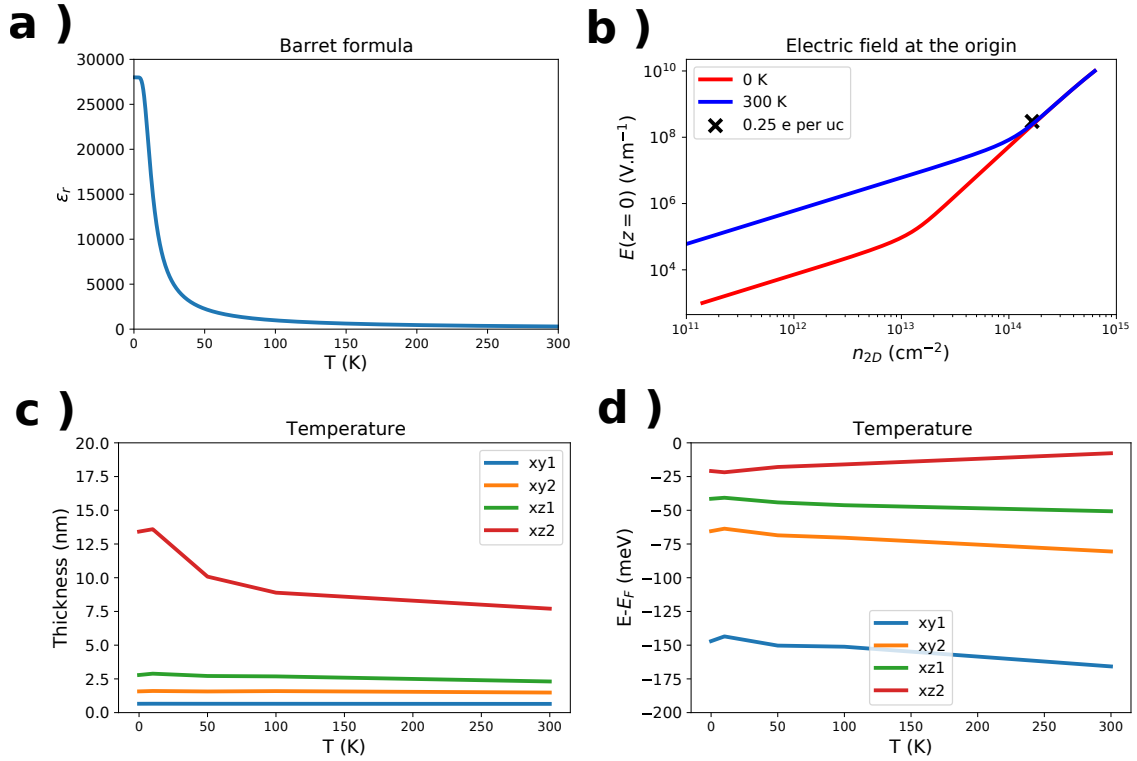 a )
Barret formula
30000
25000
20000
15000
10000
5000
0
εr
0 50 100 150 200 250 300
T (K)
b )
Electric field at the origin
0 K
300 K
0.25 e per uc
10^10
10^8
10^6
10^4
E(z = 0) (V.m^−1)
10^11 10^12 10^13 10^14 10^15
n2D (cm^−2)
c )
Temperature
20.0
17.5
15.0
12.5
10.0
7.5
5.0
2.5
0.0
Thickness (nm)
xy1
xy2
xz1
xz2
0 50 100 150 200 250 300
T (K)
d )
Temperature
0
−25
−50
−75
−100
−125
−150
−175
−200
E-EF (meV)
xy1
xy2
xz1
xz2
0 50 100 150 200 250 300
T (K)